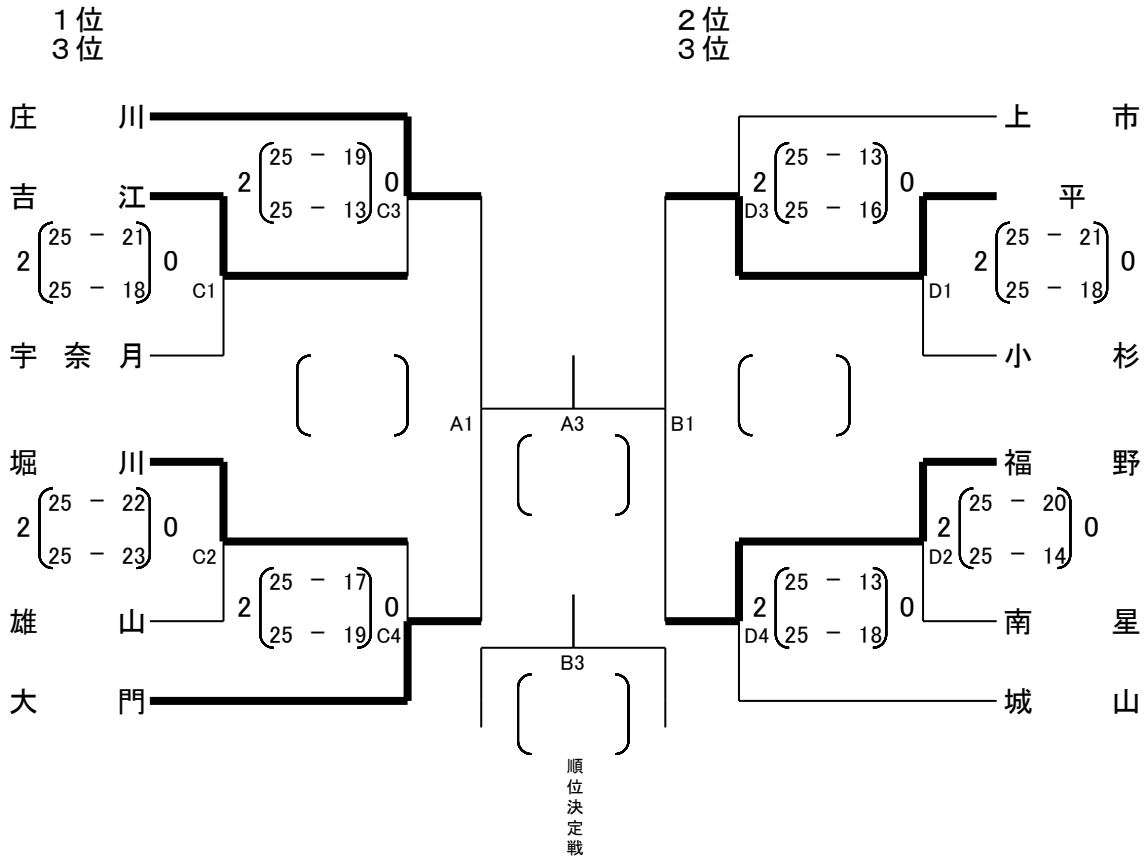 １位 ２位
３位 ３位
庄川 上市
25 － 19 25 － 13
2 0 2 0
吉江 25 － 13 C3 D3 25 － 16 平
25 － 21 25 － 21
2 0 2 0
25 － 18 C1 D1 25 － 18
宇奈月 小杉
A1 A3 B1
堀川 福野
25 － 22 25 － 20
2 0 2 0
25 － 23 C2 D2 25 － 14
25 － 17 25 － 13
2 0 2 0
雄山 25 － 19 C4 D4 25 － 18 南星
B3
大門 城山
順位決定戦